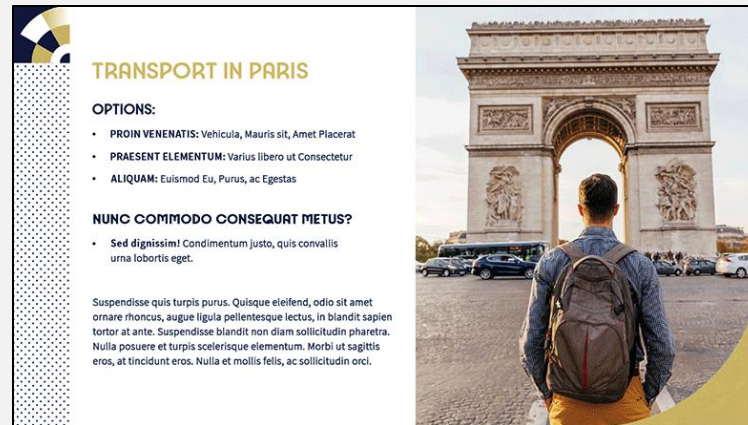 TRANSPORT IN PARIS
OPTIONS:
• PROIN VENENATIS: Vehicula, Mauris sit, Amet Placerat
• PRAESENT ELEMENTUM: Varius libero ut Consectetur
• ALIQUAM: Euismod Eu, Purus, ac Egestas
NUNC COMMODO CONSEQUAT METUS?
• Sed dignissim! Condimentum justo, quis convallis
urna lobortis eget.
Suspendisse quis turpis purus. Quisque eleifend, odio sit amet
ornare rhoncus, augue ligula pellentesque lectus, in blandit sapien
tortor at ante. Suspendisse blandit non diam sollicitudin pharetra.
Nulla posuere et turpis scelerisque elementum. Morbi ut sagittis
eros, at tincidunt eros. Nulla et mollis felis, ac sollicitudin orci.